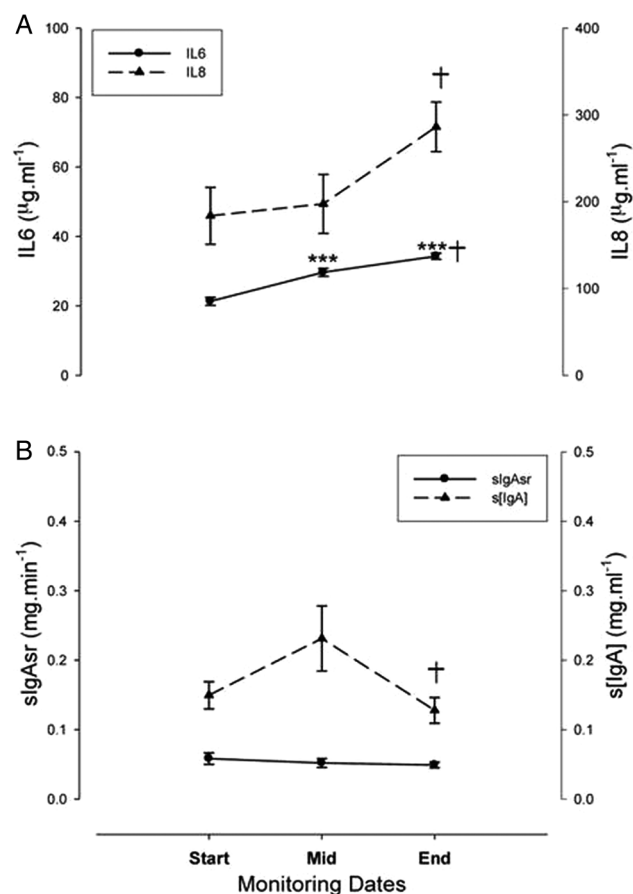 A
IL6
IL8
100
80
60
40
20
0
IL6 (μg.ml-1)
400
300
200
100
0
IL8 (μg.ml-1)
†
***
***†
B
sIgAsr
s[IgA]
0.5
0.4
0.3
0.2
0.1
0.0
sIgAsr (mg.min-1)
0.5
0.4
0.3
0.2
0.1
0.0
s[IgA] (mg.ml-1)
†
Start Mid End
Monitoring Dates